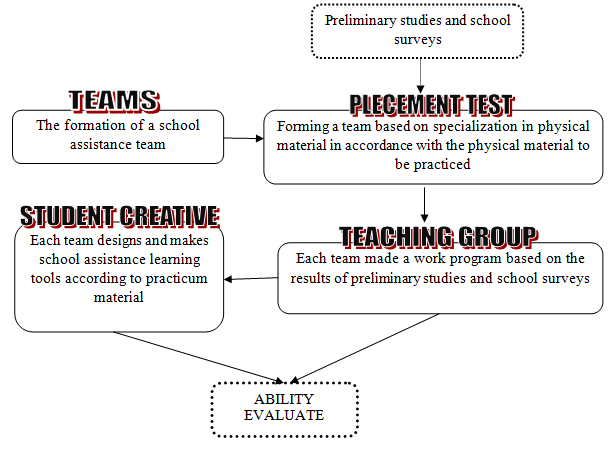 Preliminary studies and school
surveys
TEAMS
The formation of a school
assistance team
PLECEMENT TEST
Forming a team based on specialization in physical
material in accordance with the physical material to
be practiced
STUDENT CREATIVE
Each team designs and makes
school assistance learning
tools according to practicum
material
TEACHING GROUP
Each team made a work program based on the
results of preliminary studies and school surveys
ABILITY
EVALUATE